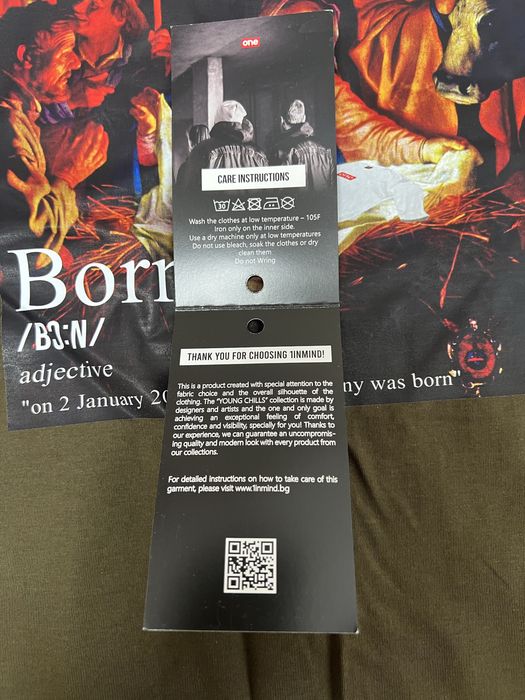 one
CARE INSTRUCTIONS
30
Wash the clothes at low temperature – 105F
Iron only on the inner side.
Use a dry machine only at low temperatures
Do not use bleach, soak the clothes or dry
clean them
Do not Wring
Born
/BƆ:N/
adjective
"on 2 January 20 ny was born"
THANK YOU FOR CHOOSING 1INMIND!
This is a product created with special attention to the
fabric choice and the overall silhouette of the
clothing. The "YOUNG CHILLS" collection is made by
designers and artists and the one and only goal is
achieving an exceptional feeling of comfort,
confidence and visibility, specially for you! Thanks to
our experience, we can guarantee an uncompromis-
ing quality and modern look with every product from
our collections.
For detailed instructions on how to take care of this
garment, please visit www.1inmind.bg